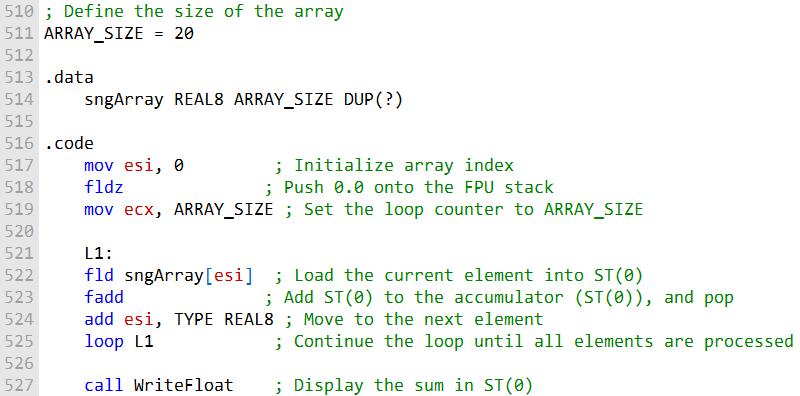 510 ; Define the size of the array
511 ARRAY_SIZE = 20
512
513 .data
514     sngArray REAL8 ARRAY_SIZE DUP(?)
515
516 .code
517     mov esi, 0         ; Initialize array index
518     fldz              ; Push 0.0 onto the FPU stack
519     mov ecx, ARRAY_SIZE ; Set the loop counter to ARRAY_SIZE
520
521     L1:
522     fld sngArray[esi]  ; Load the current element into ST(0)
523     fadd              ; Add ST(0) to the accumulator (ST(0)), and pop
524     add esi, TYPE REAL8 ; Move to the next element
525     loop L1            ; Continue the loop until all elements are processed
526
527     call WriteFloat    ; Display the sum in ST(0)